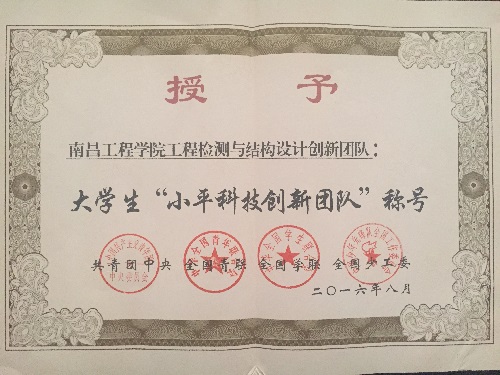 授予
南昌工程学院工程检测与结构设计创新团队：
大学生“小平科技创新团队”称号
共青团中央 全国青联 全国学联 全国少工委
二〇一六年八月